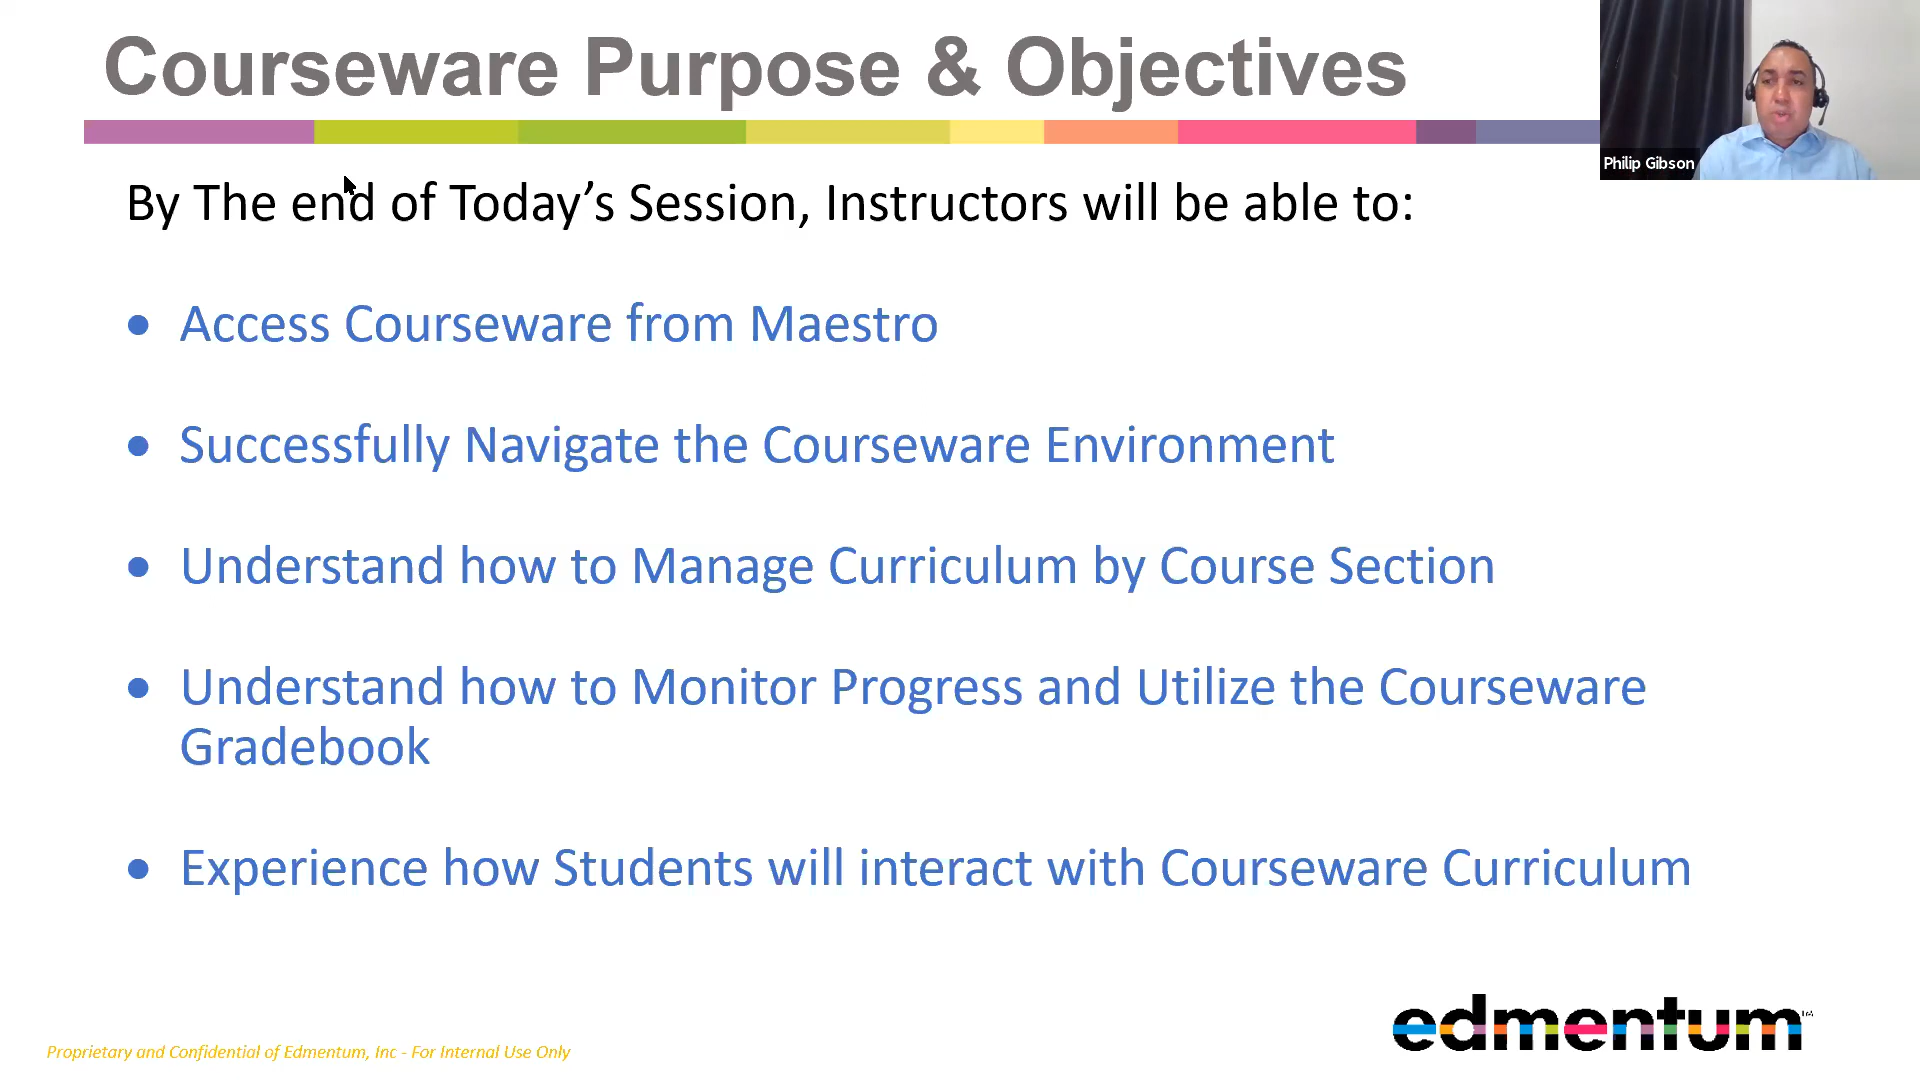 Courseware Purpose & Objectives
Philip Gibson
By The end of Today’s Session, Instructors will be able to:
• Access Courseware from Maestro
• Successfully Navigate the Courseware Environment
• Understand how to Manage Curriculum by Course Section
• Understand how to Monitor Progress and Utilize the Courseware
Gradebook
• Experience how Students will interact with Courseware Curriculum
edmentum™
Proprietary and Confidential of Edmentum, Inc - For Internal Use Only